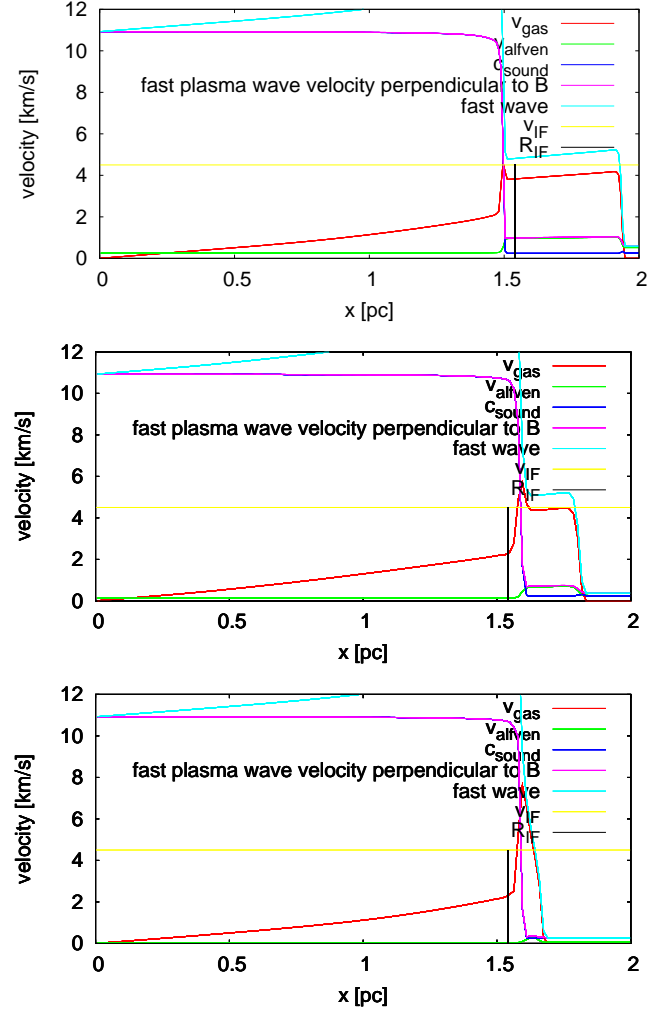 12
10
8
6
4
2
0
velocity [km/s]
v_gas
v_alfven
c_sound
fast plasma wave velocity perpendicular to B
fast wave
v_IF
R_IF
0
0.5
1
1.5
2
x [pc]
12
10
8
6
4
2
0
velocity [km/s]
v_gas
v_alfven
c_sound
fast plasma wave velocity perpendicular to B
fast wave
v_IF
R_IF
0
0.5
1
1.5
2
x [pc]
12
10
8
6
4
2
0
velocity [km/s]
v_gas
v_alfven
c_sound
fast plasma wave velocity perpendicular to B
fast wave
v_IF
R_IF
0
0.5
1
1.5
2
x [pc]